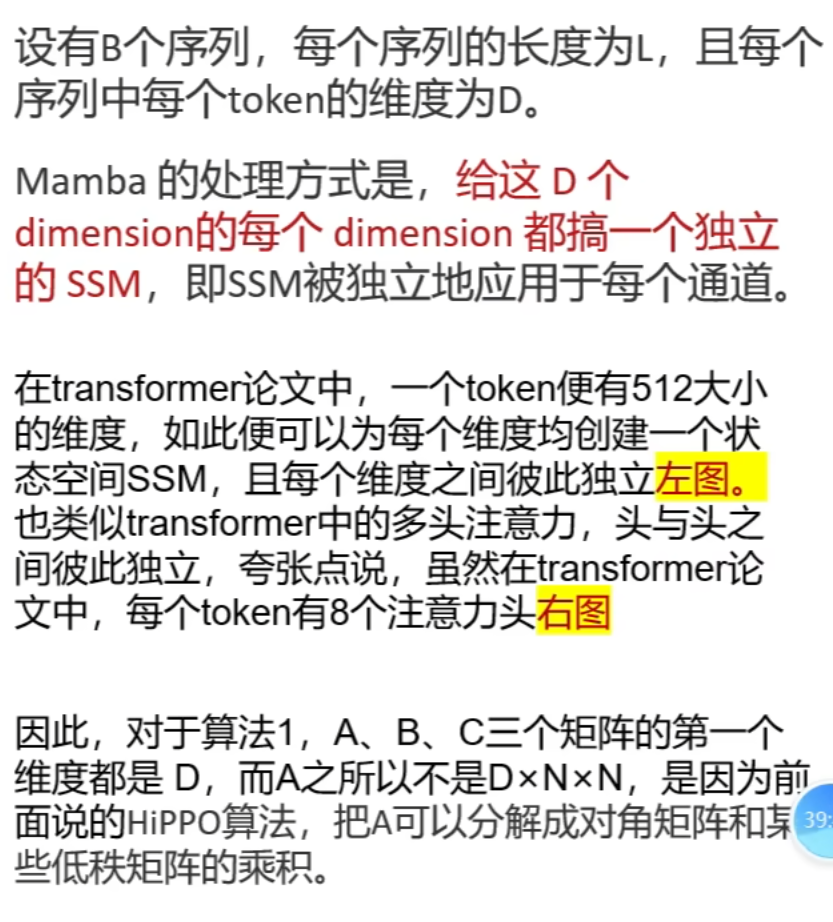 设有B个序列，每个序列的长度为L，且每个
序列中每个token的维度为D。
Mamba 的处理方式是，给这 D 个
dimension的每个 dimension 都搞一个独立
的 SSM，即SSM被独立地应用于每个通道。
在transformer论文中，一个token便有512大小
的维度，如此便可以为每个维度均创建一个状
态空间SSM，且每个维度之间彼此独立左图。
也类似transformer中的多头注意力，头与头之
间彼此独立，夸张点说，虽然在transformer论
文中，每个token有8个注意力头右图
因此，对于算法1，A、B、C三个矩阵的第一个
维度都是 D，而A之所以不是D×N×N，是因为前
面说的HiPPO算法，把A可以分解成对角矩阵和某
些低秩矩阵的乘积。
39: